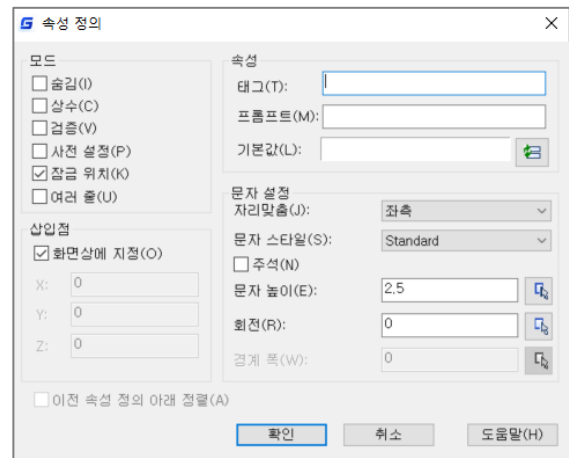 G 속성 정의
모드
숨김(I)
상수(C)
검증(V)
사전 설정(P)
잠금 위치(K)
여러 줄(U)
삽입점
화면상에 지정(O)
X: 0
Y: 0
Z: 0
속성
태그(T):
프롬프트(M):
기본값(L):
문자 설정
자리맞춤(J): 좌측
문자 스타일(S): Standard
주석(N)
문자 높이(E): 2.5
회전(R): 0
경계 폭(W): 0
이전 속성 정의 아래 정렬(A)
확인 취소 도움말(H)